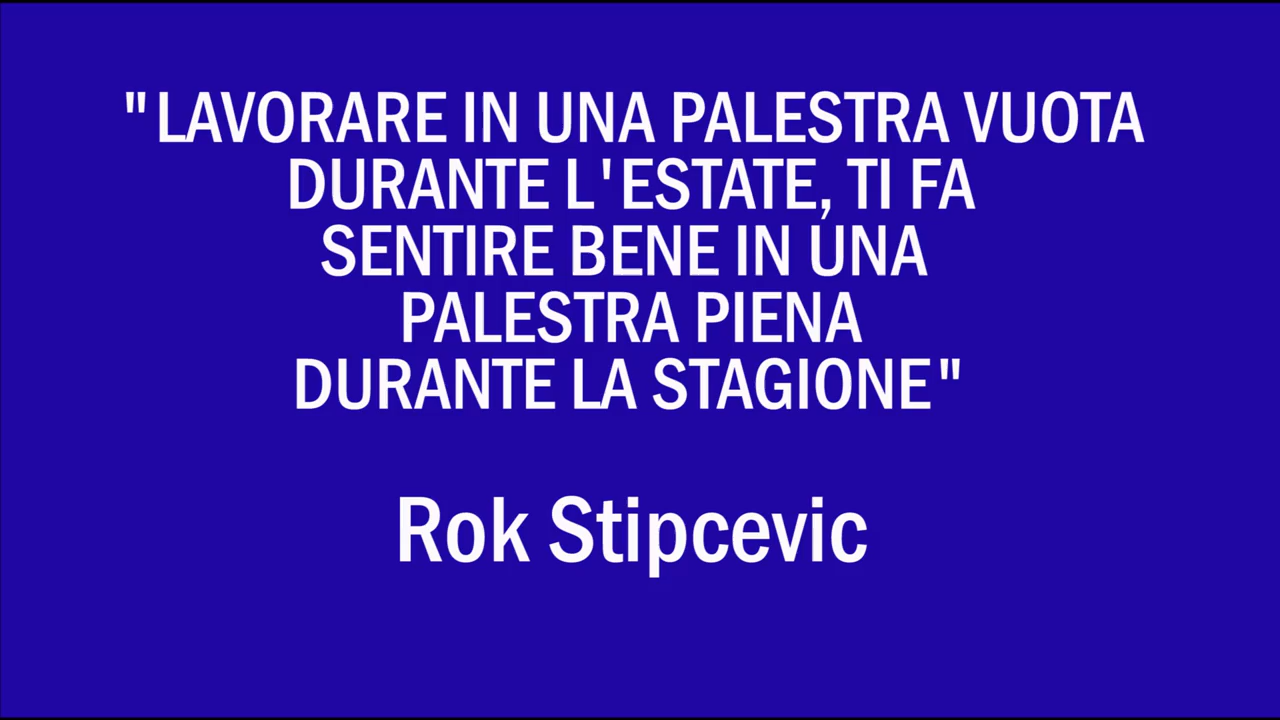 "LAVORARE IN UNA PALESTRA VUOTA
DURANTE L'ESTATE, TI FA
SENTIRE BENE IN UNA
PALESTRA PIENA
DURANTE LA STAGIONE"
Rok Stipcevic